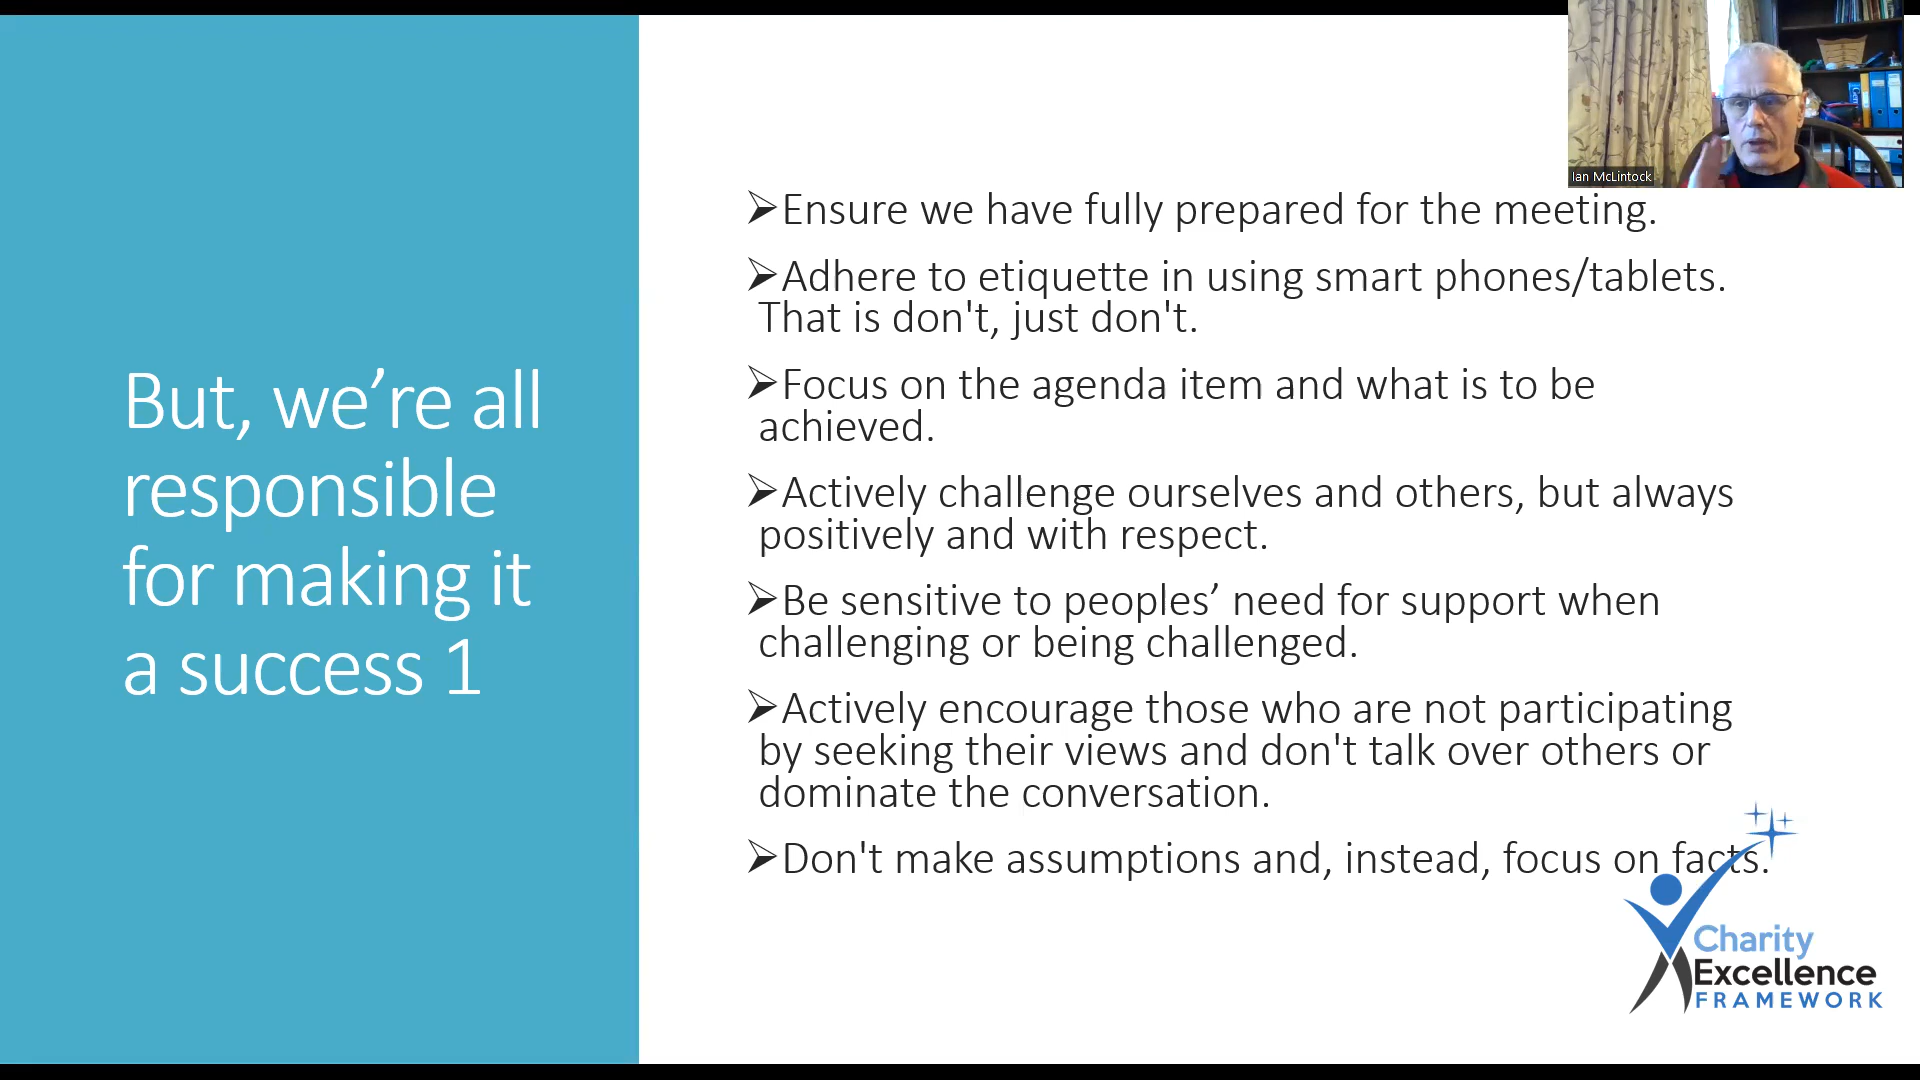 But, we’re all
responsible
for making it
a success 1
Ian McLintock
➢Ensure we have fully prepared for the meeting.
➢Adhere to etiquette in using smart phones/tablets.
That is don't, just don't.
➢Focus on the agenda item and what is to be
achieved.
➢Actively challenge ourselves and others, but always
positively and with respect.
➢Be sensitive to peoples’ need for support when
challenging or being challenged.
➢Actively encourage those who are not participating
by seeking their views and don't talk over others or
dominate the conversation.
➢Don't make assumptions and, instead, focus on facts.
Charity
Excellence
FRAMEWORK